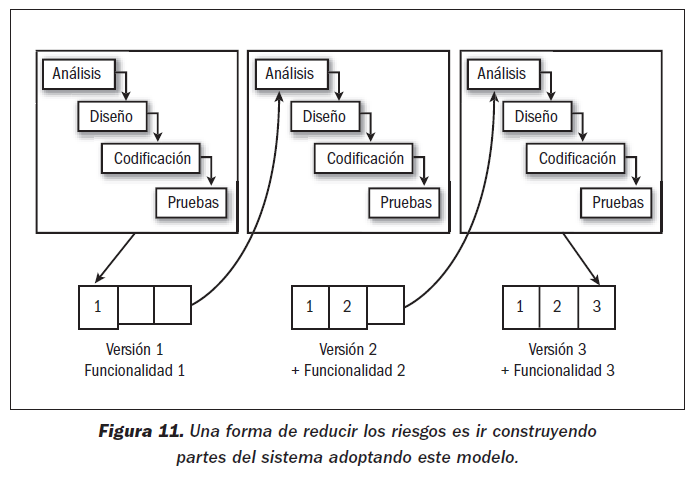 Análisis
Diseño
Codificación
Pruebas
Análisis
Diseño
Codificación
Pruebas
Análisis
Diseño
Codificación
Pruebas
1
1 2
1 2 3
Versión 1
Funcionalidad 1
Versión 2
+ Funcionalidad 2
Versión 3
+ Funcionalidad 3
Figura 11. Una forma de reducir los riesgos es ir construyendo
partes del sistema adoptando este modelo.